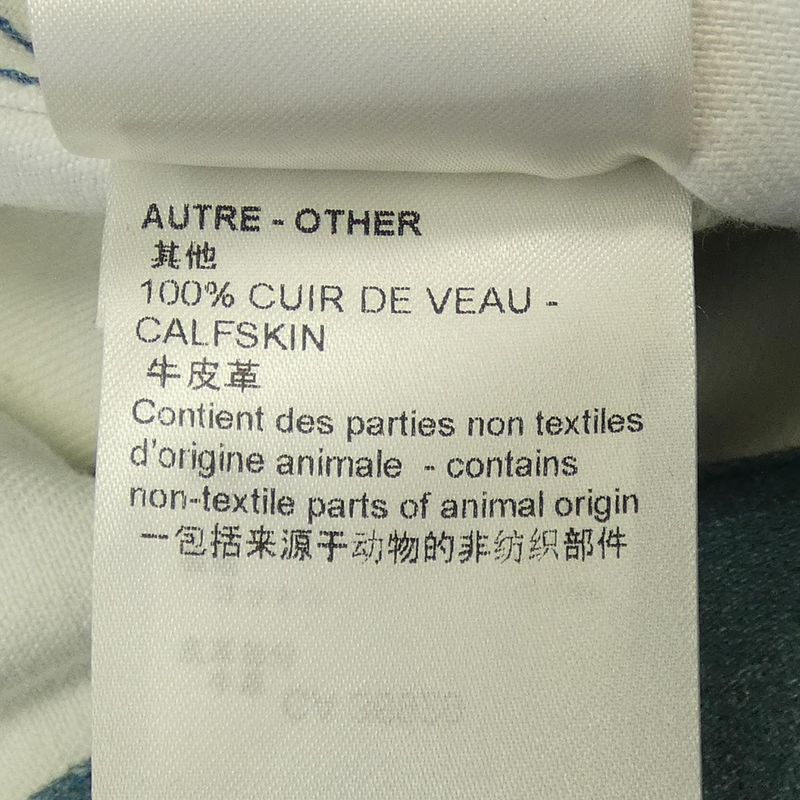 AUTRE - OTHER
其他
100% CUIR DE VEAU -
CALFSKIN
牛皮革
Contient des parties non textiles
d'origine animale - contains
non-textile parts of animal origin
一包括来源于动物的非纺织部件